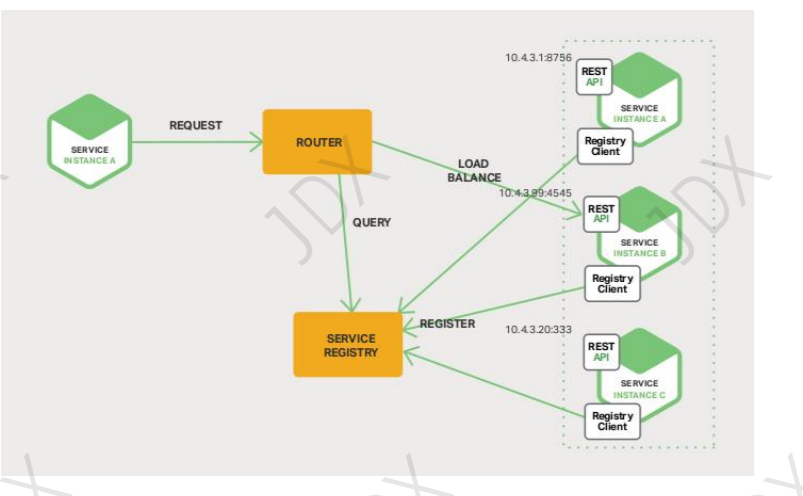 10.4.3.1:8756
REST
API
SERVICE
INSTANCE A
REQUEST
SERVICE
INSTANCE A
ROUTER
Registry
Client
LOAD
BALANCE
10.4.3.99:4545
REST
API
QUERY
SERVICE
INSTANCE B
Registry
Client
REGISTER
10.4.3.20:333
SERVICE
REGISTRY
REST
API
SERVICE
INSTANCE C
Registry
Client
JDX
JDX